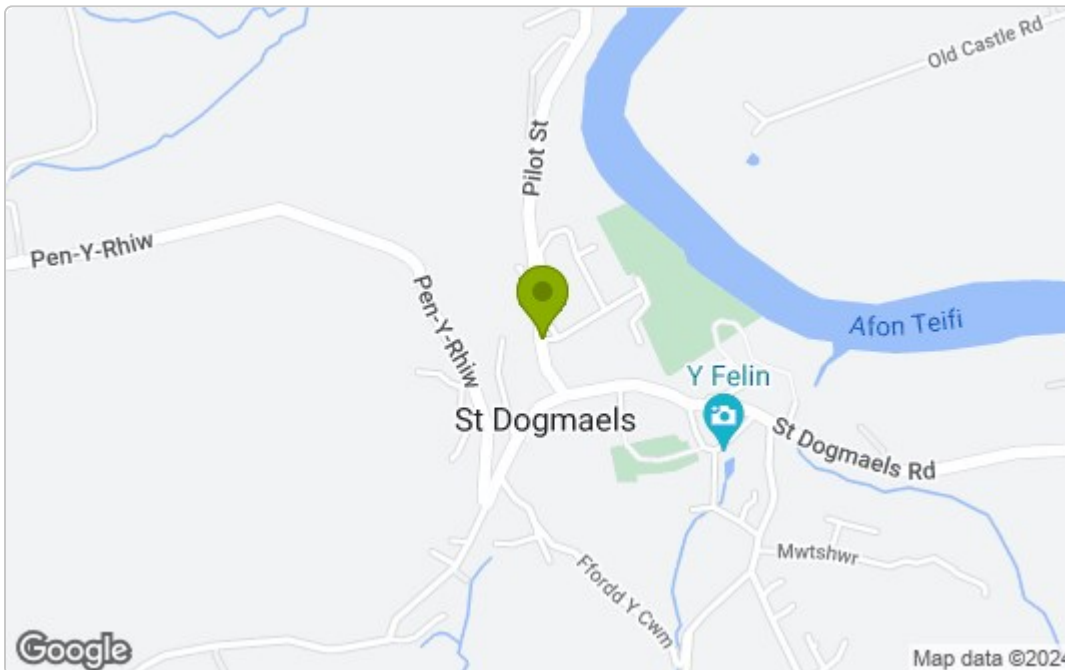 Old Castle Rd
Pilot St
Pen-Y-Rhiw
Pen-Y-Rhiw
Afon Teifi
Y Felin
St Dogmaels
St Dogmaels Rd
Mwtshwr
Ffordd Y Cwm
Google
Map data ©2024